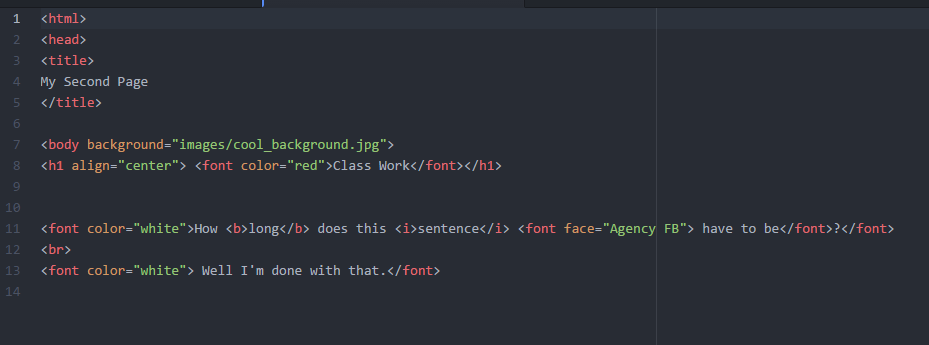 1 <html>
2 <head>
3 <title>
4 My Second Page
5 </title>
6
7 <body background="images/cool_background.jpg">
8 <h1 align="center"> <font color="red">Class Work</font></h1>
9
10
11 <font color="white">How <b>long</b> does this <i>sentence</i> <font face="Agency FB"> have to be</font>?</font>
12 <br>
13 <font color="white"> Well I'm done with that.</font>
14